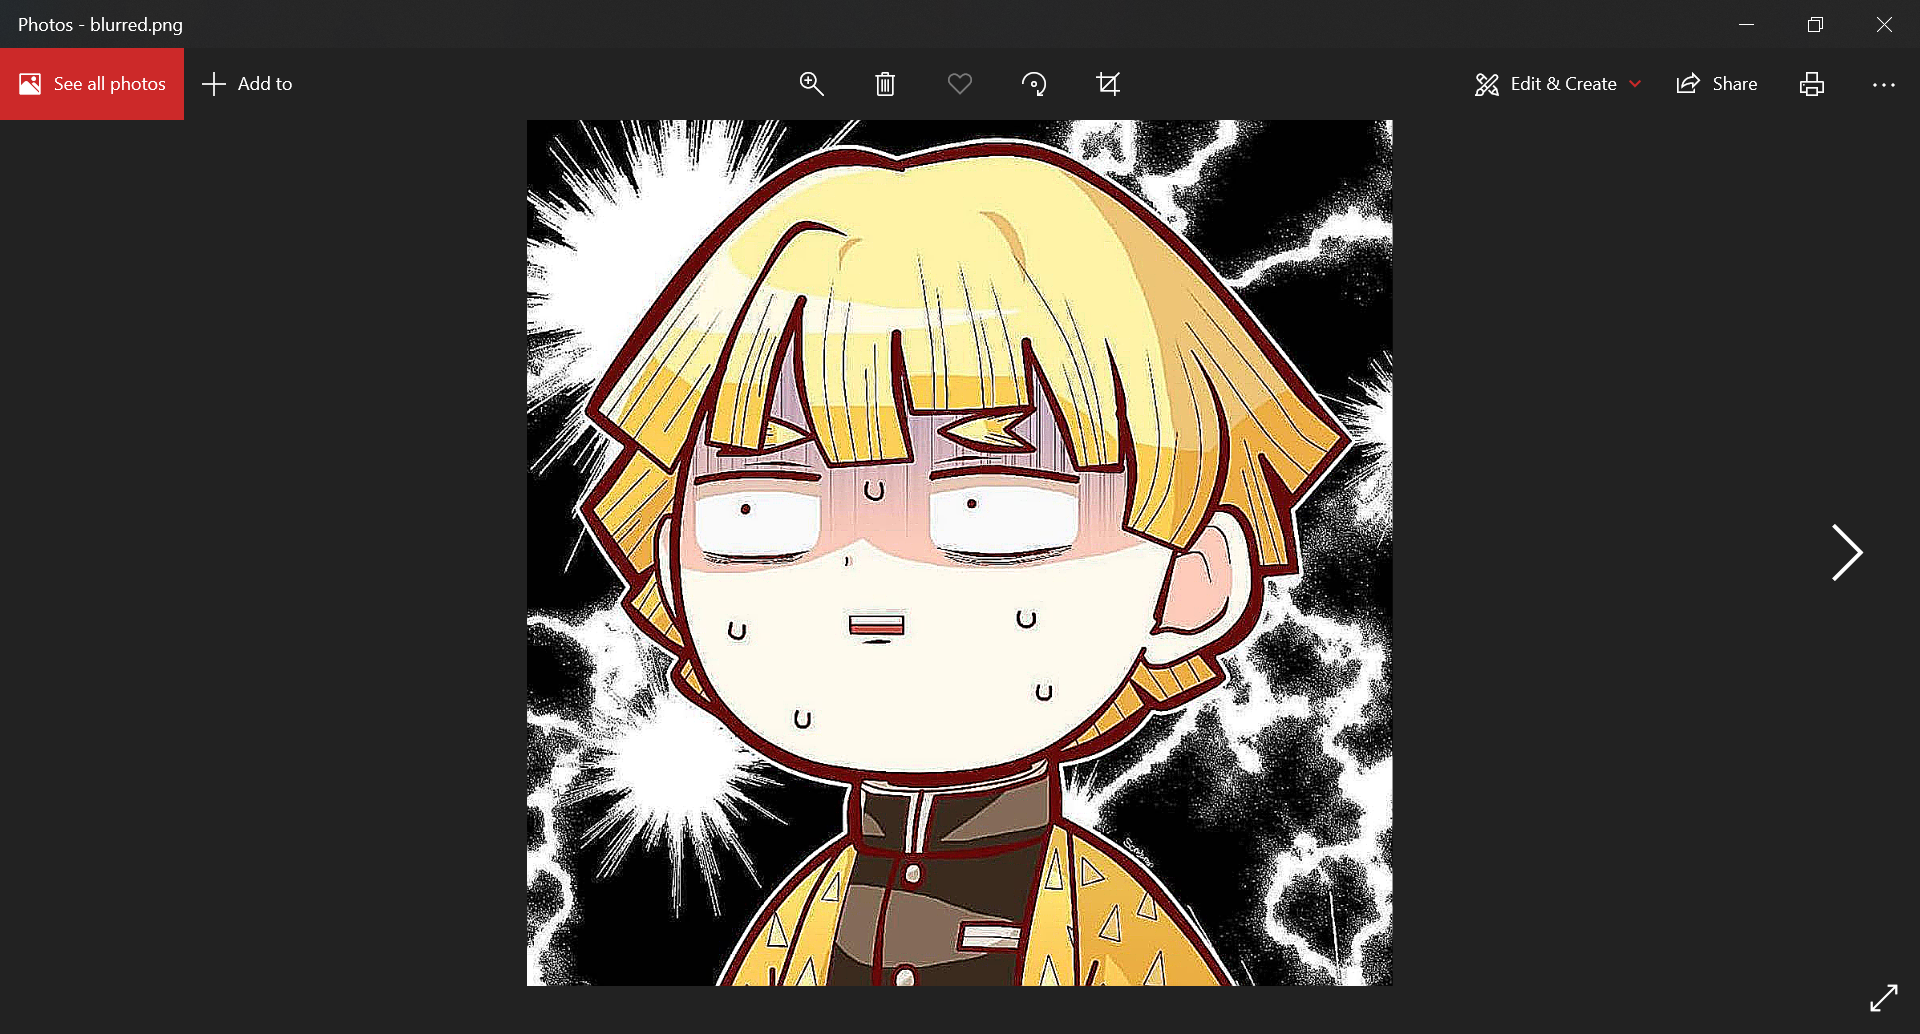 Photos - blurred.png
See all photos
Add to
Edit & Create
Share